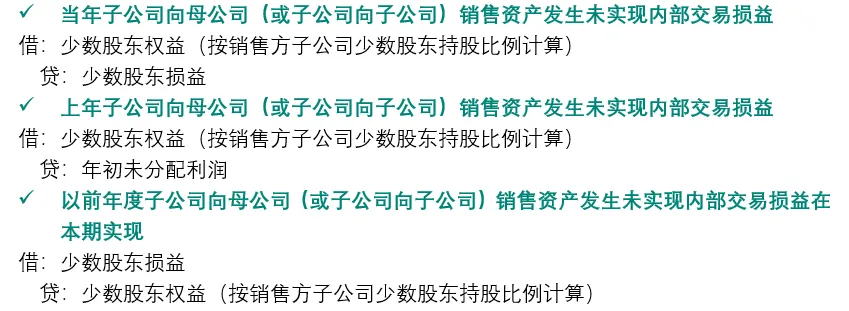 ✓ 当年子公司向母公司（或子公司向子公司）销售资产发生未实现内部交易损益
借：少数股东权益（按销售方子公司少数股东持股比例计算）
贷：少数股东损益
✓ 上年子公司向母公司（或子公司向子公司）销售资产发生未实现内部交易损益
借：少数股东权益（按销售方子公司少数股东持股比例计算）
贷：年初未分配利润
✓ 以前年度子公司向母公司（或子公司向子公司）销售资产发生未实现内部交易损益在
本期实现
借：少数股东损益
贷：少数股东权益（按销售方子公司少数股东持股比例计算）